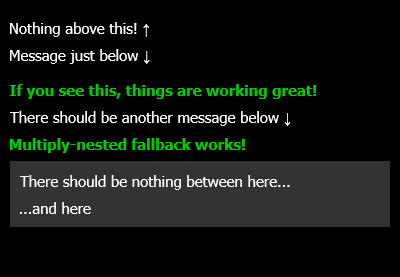 Nothing above this! ↑
Message just below ↓
If you see this, things are working great!
There should be another message below ↓
Multiply-nested fallback works!
There should be nothing between here...
...and here